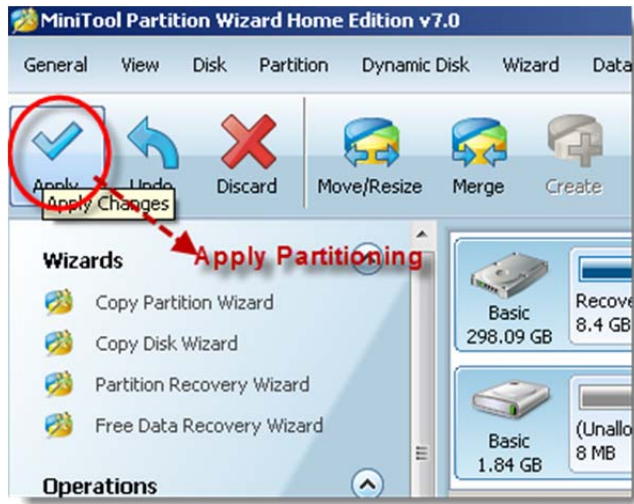 MiniTool Partition Wizard Home Edition v7.0
General View Disk Partition Dynamic Disk Wizard Data
Apply Undo Discard Move/Resize Merge Create
Apply Changes
Apply Partitioning
Wizards
Copy Partition Wizard
Copy Disk Wizard
Partition Recovery Wizard
Free Data Recovery Wizard
Operations
Basic
298.09 GB
Recove
8.4 GB
Basic
1.84 GB
(Unallo
8 MB